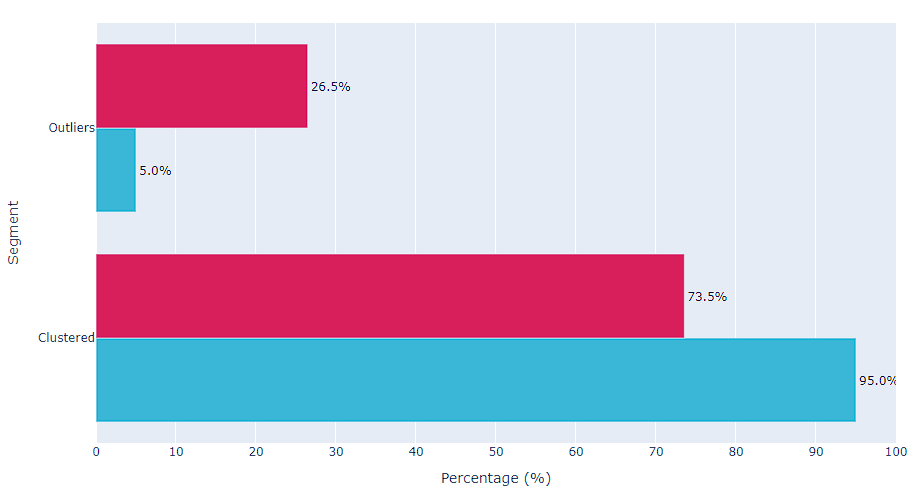 26.5%
Outliers
5.0%
Segment
73.5%
Clustered
95.0%
0 10 20 30 40 50 60 70 80 90 100
Percentage (%)